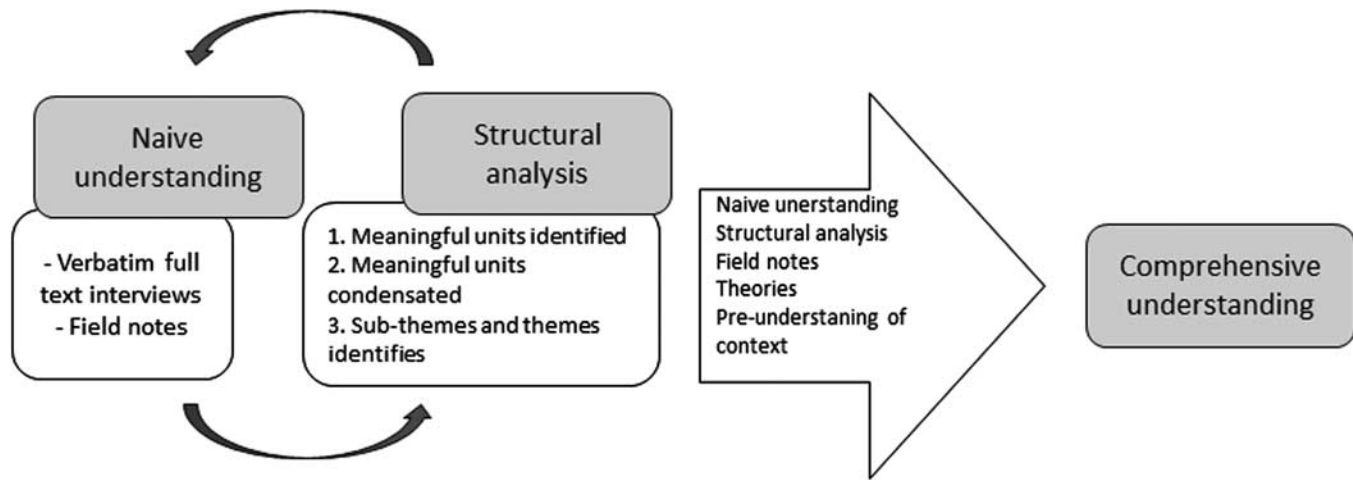 Naive
understanding
- Verbatim full
text interviews
- Field notes
Structural
analysis
1. Meaningful units identified
2. Meaningful units
condensated
3. Sub-themes and themes
identifies
Naive unerstanding
Structural analysis
Field notes
Theories
Pre-understaning of
context
Comprehensive
understanding